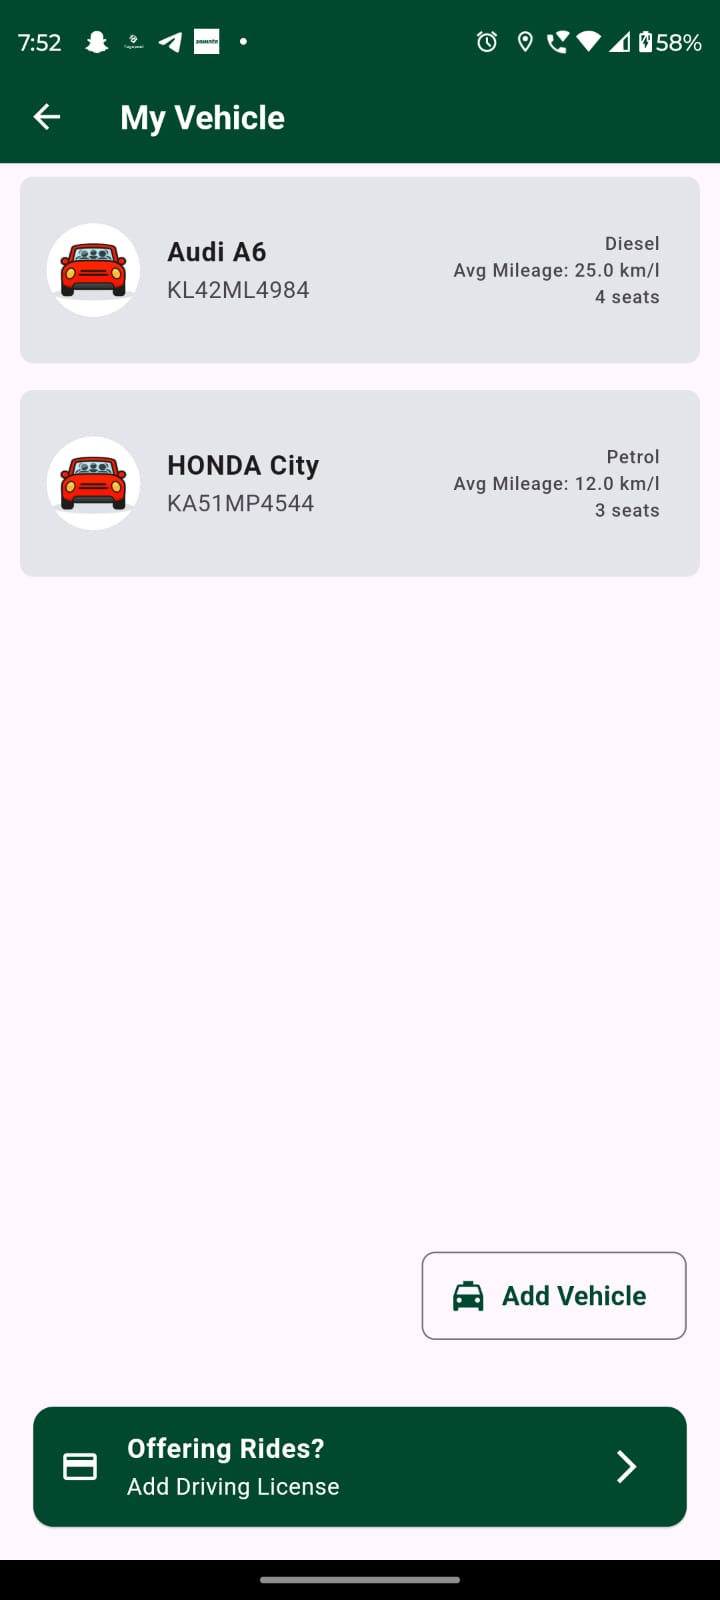 7:52
58%
My Vehicle
Audi A6
KL42ML4984
Diesel
Avg Mileage: 25.0 km/l
4 seats
HONDA City
KA51MP4544
Petrol
Avg Mileage: 12.0 km/l
3 seats
Add Vehicle
Offering Rides?
Add Driving License